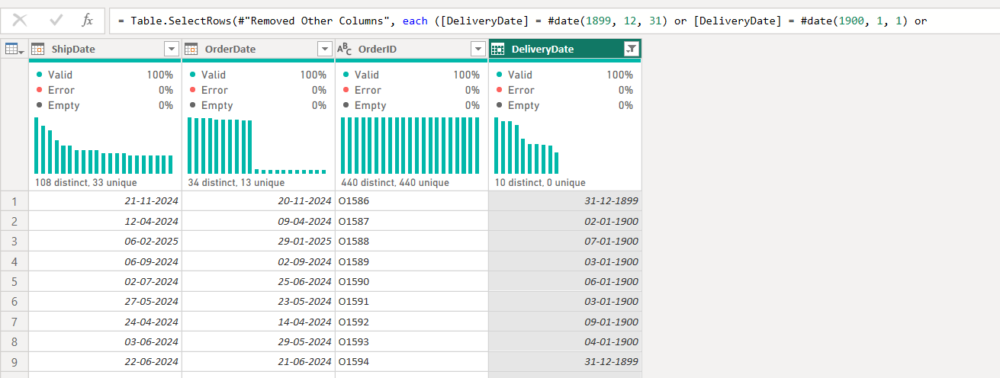 = Table.SelectRows(#"Removed Other Columns", each ([DeliveryDate] = #date(1899, 12, 31) or [DeliveryDate] = #date(1900, 1, 1) or
ShipDate OrderDate OrderID DeliveryDate
Valid 100% Valid 100% Valid 100% Valid 100%
Error 0% Error 0% Error 0% Error 0%
Empty 0% Empty 0% Empty 0% Empty 0%
108 distinct, 33 unique 34 distinct, 13 unique 440 distinct, 440 unique 10 distinct, 0 unique
1 21-11-2024 20-11-2024 O1586 31-12-1899
2 12-04-2024 09-04-2024 O1587 02-01-1900
3 06-02-2025 29-01-2025 O1588 07-01-1900
4 06-09-2024 02-09-2024 O1589 03-01-1900
5 02-07-2024 25-06-2024 O1590 06-01-1900
6 27-05-2024 23-05-2024 O1591 03-01-1900
7 24-04-2024 14-04-2024 O1592 09-01-1900
8 03-06-2024 29-05-2024 O1593 04-01-1900
9 22-06-2024 21-06-2024 O1594 31-12-1899